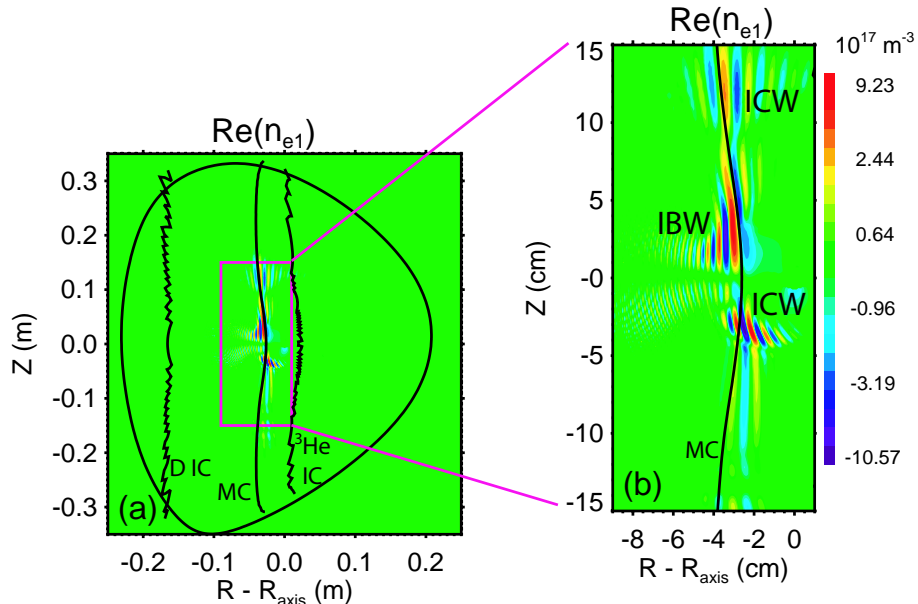 Re(ne1)
0.3
0.2
0.1
0.0
-0.1
-0.2
-0.3
Z (m)
D IC
MC
3He
IC
(a)
-0.2 -0.1 0.0 0.1 0.2
R - Raxis (m)
Re(ne1)
15
10
5
-0
-5
-10
-15
Z (cm)
ICW
IBW
ICW
MC
(b)
-8 -6 -4 -2 0
R - Raxis (cm)
10^17 m^-3
9.23
2.44
0.64
-0.96
-3.19
-10.57